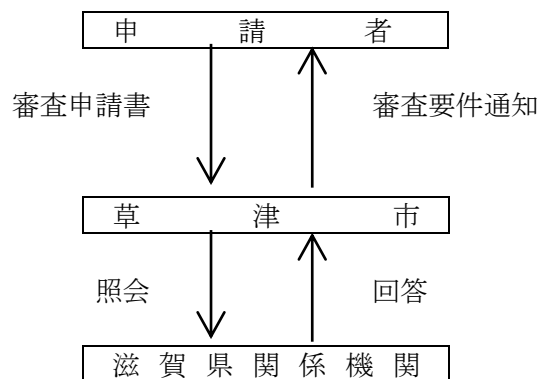 申請者
審査申請書 審査要件通知
草津市
照会 回答
滋賀県関係機関